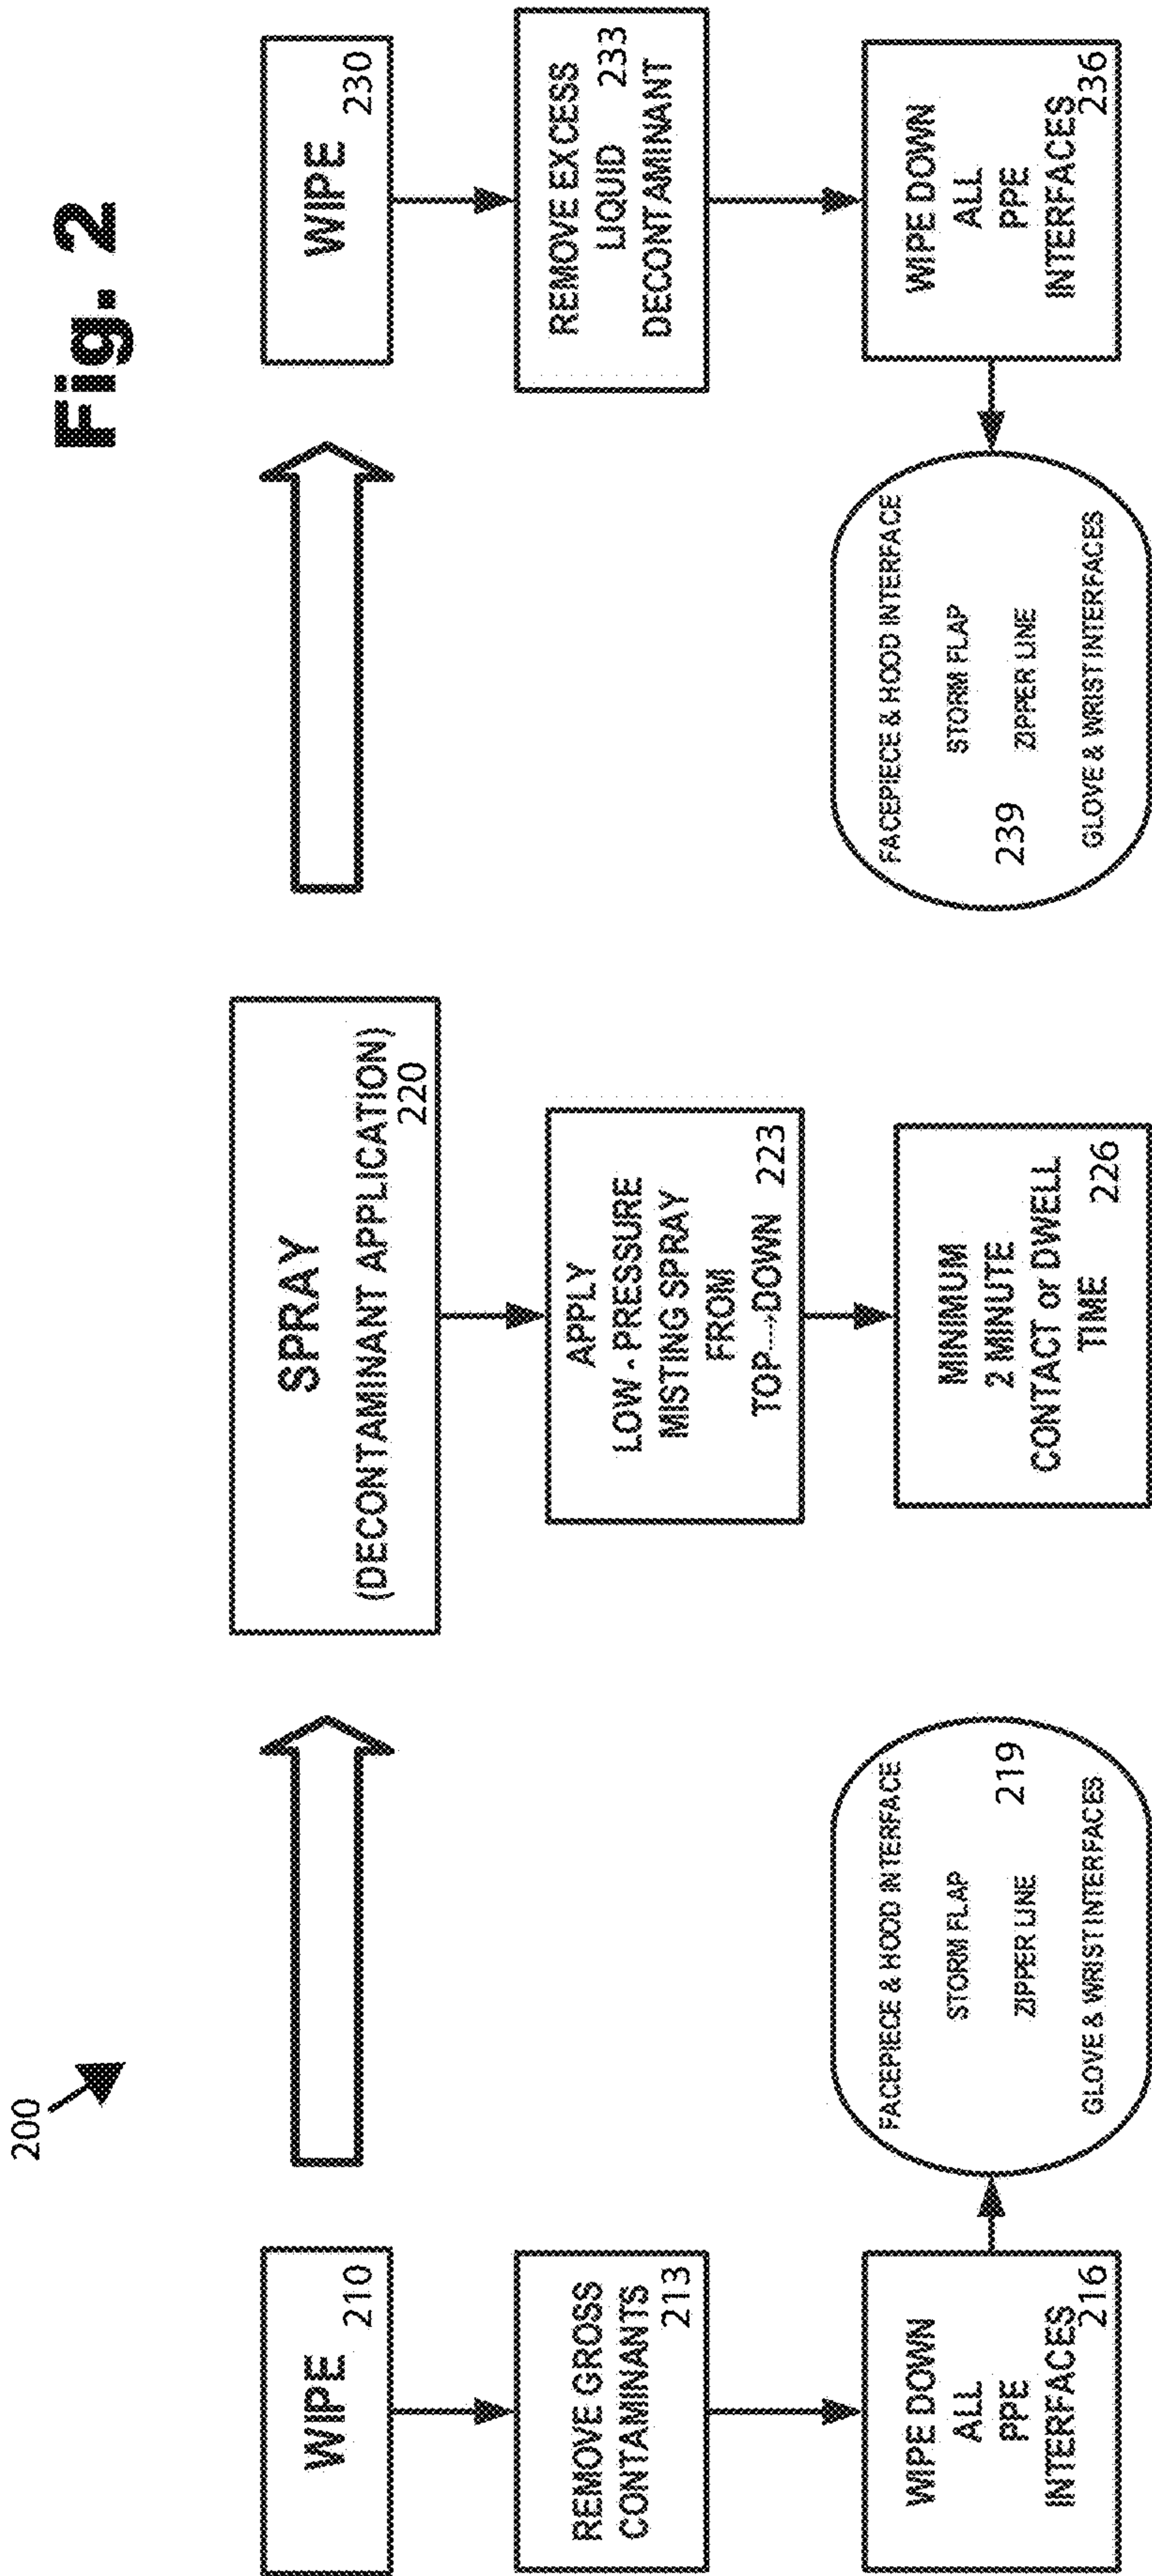 Fig. 2
200
WIPE
210
REMOVE GROSS
CONTAMINANTS
213
WIPE DOWN
ALL
PPE
INTERFACES
216
FACEPIECE & HOOD INTERFACE
STORM FLAP
ZIPPER LINE
219
GLOVE & WRIST INTERFACES
SPRAY
(DECONTAMINANT APPLICATION)
220
APPLY
LOW-PRESSURE
MISTING SPRAY
FROM
TOP→DOWN 223
MINIMUM
2 MINUTE
CONTACT or DWELL
TIME 226
WIPE
230
REMOVE EXCESS
LIQUID 233
DECONTAMINANT
WIPE DOWN
ALL
PPE
INTERFACES
236
FACEPIECE & HOOD INTERFACE
STORM FLAP
239 ZIPPER LINE
GLOVE & WRIST INTERFACES